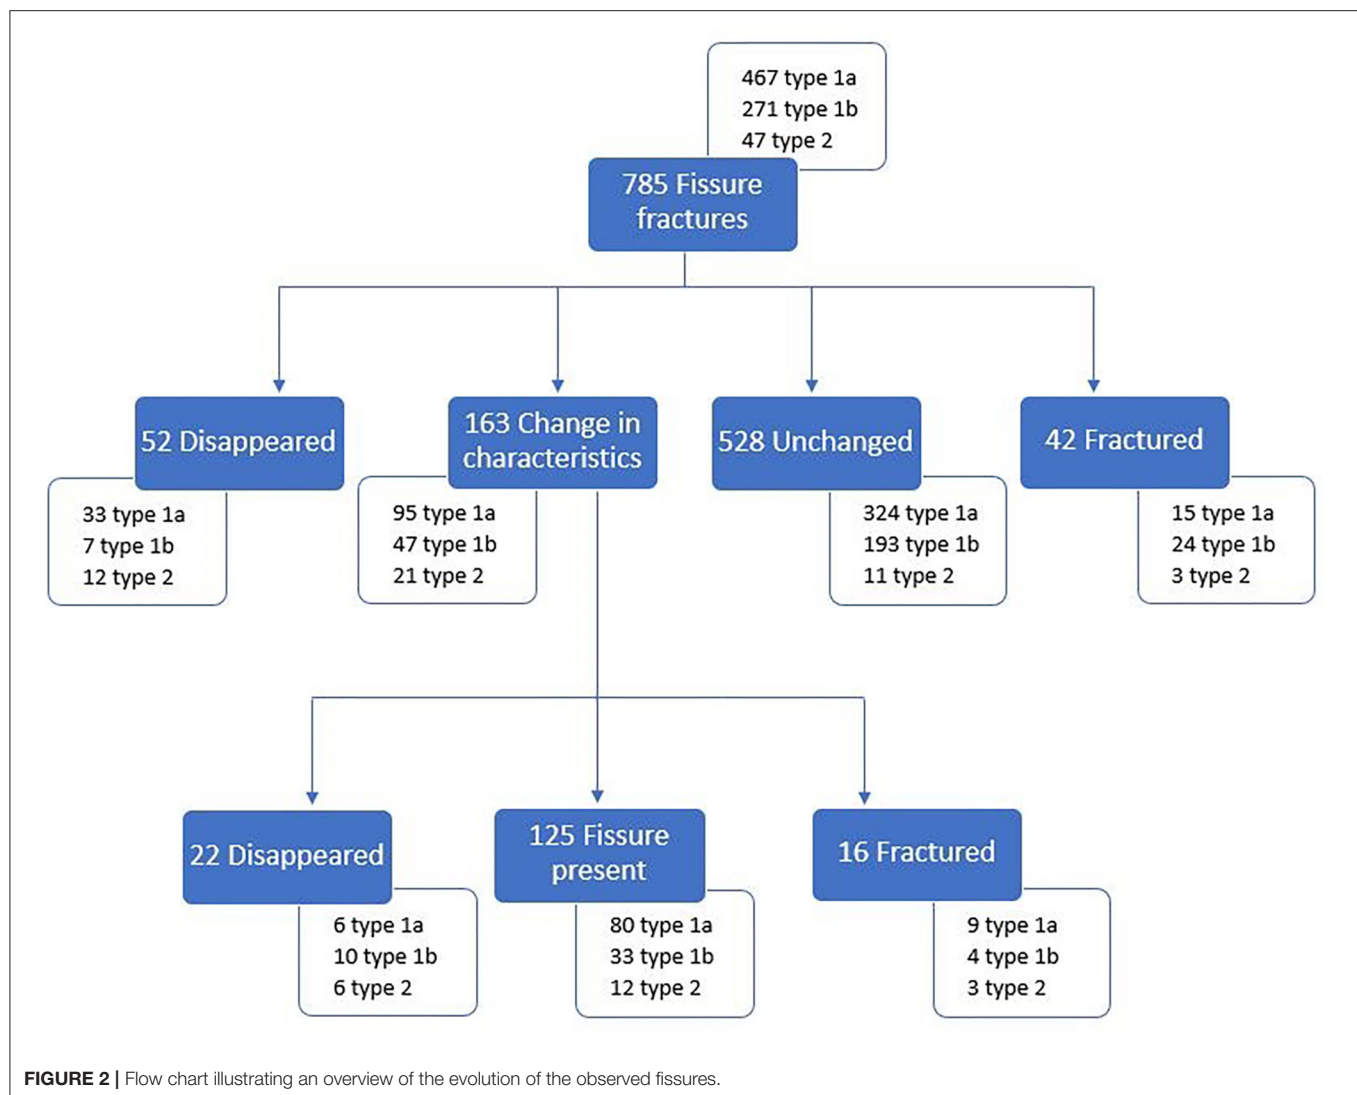 467 type 1a
271 type 1b
47 type 2
785 Fissure
fractures
52 Disappeared
33 type 1a
7 type 1b
12 type 2
163 Change in
characteristics
95 type 1a
47 type 1b
21 type 2
528 Unchanged
324 type 1a
193 type 1b
11 type 2
42 Fractured
15 type 1a
24 type 1b
3 type 2
22 Disappeared
6 type 1a
10 type 1b
6 type 2
125 Fissure
present
80 type 1a
33 type 1b
12 type 2
16 Fractured
9 type 1a
4 type 1b
3 type 2
FIGURE 2 | Flow chart illustrating an overview of the evolution of the observed fissures.